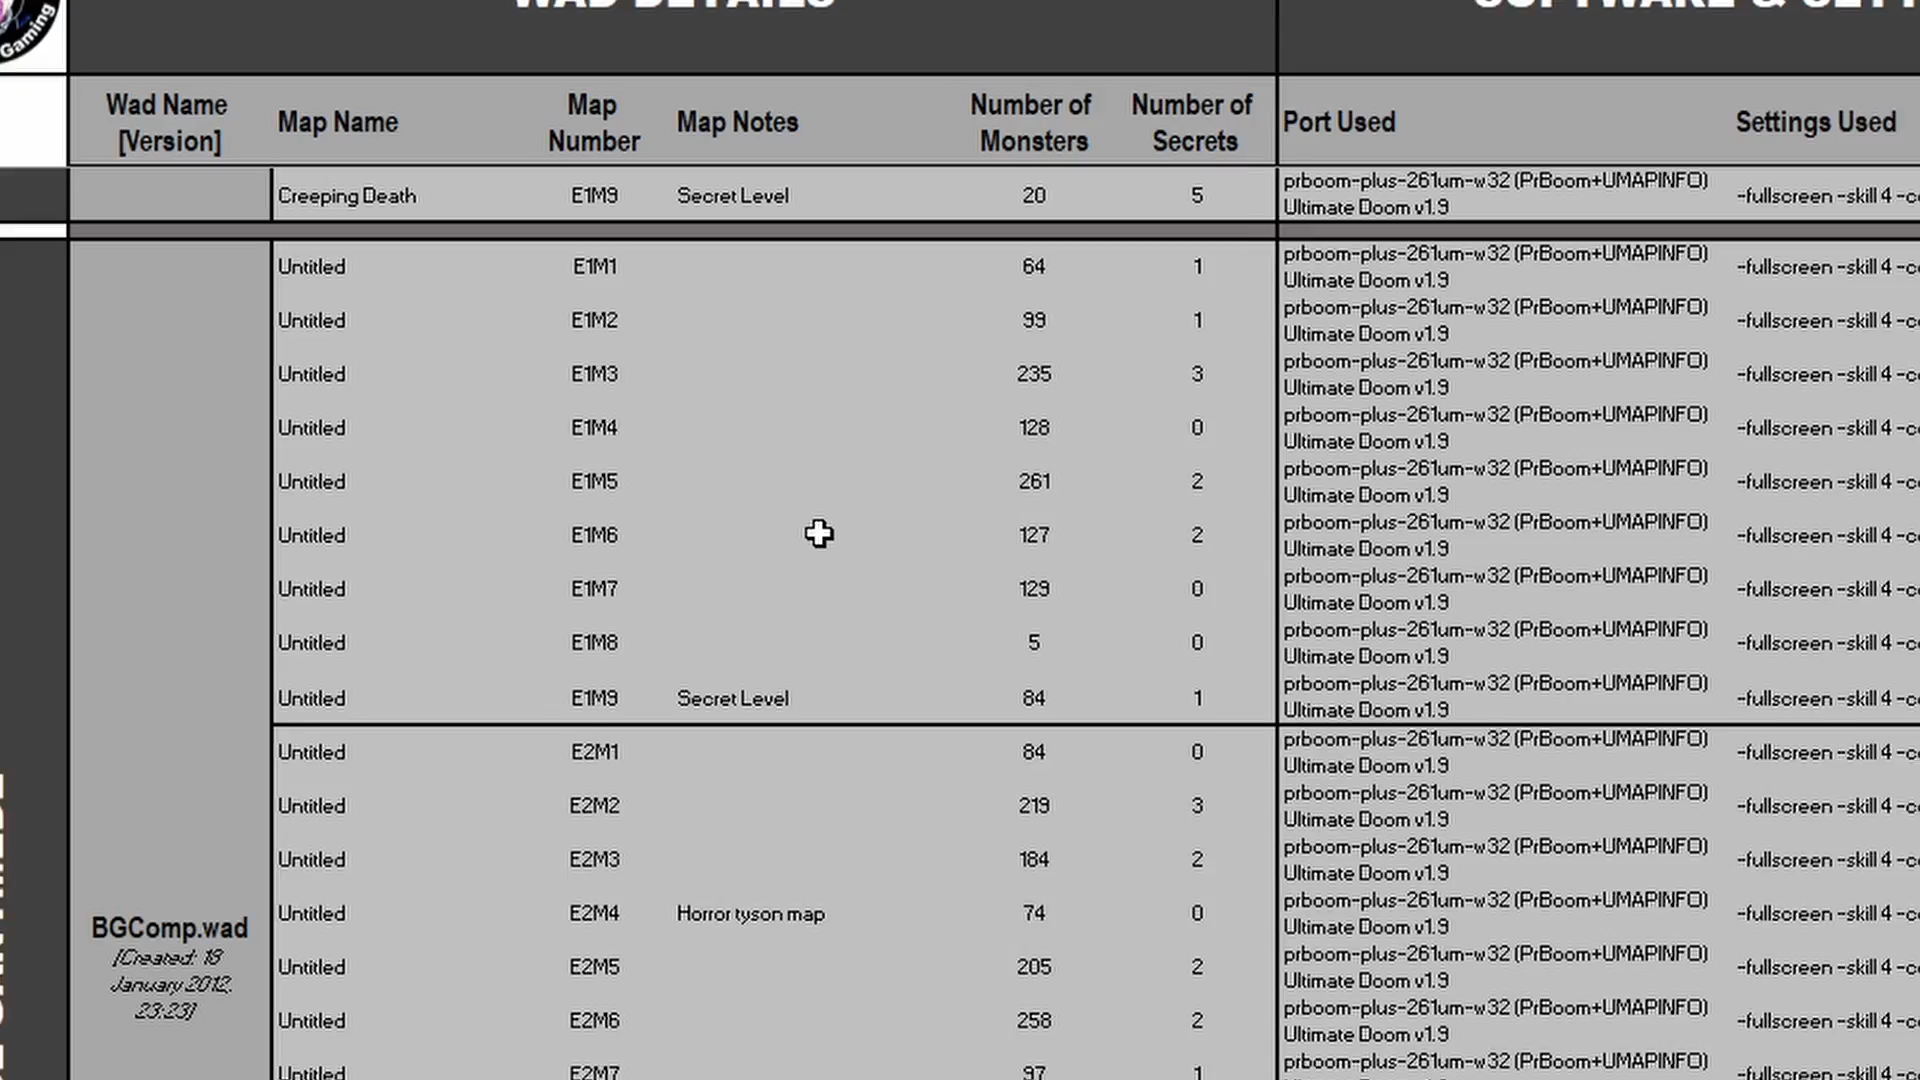 Gaming
WAD DETAILS
Wad Name
[Version]
Map Name
Map
Number
Map Notes
Number of
Monsters
Number of
Secrets
Port Used
Settings Used
Creeping Death E1M9 Secret Level 20 5 prboom-plus-261um-w32 (PrBoom+UMAPINFO) -fullscreen -skill 4
Ultimate Doom v1.9
Untitled E1M1 64 1 prboom-plus-261um-w32 (PrBoom+UMAPINFO) -fullscreen -skill 4
Ultimate Doom v1.9
Untitled E1M2 99 1 prboom-plus-261um-w32 (PrBoom+UMAPINFO) -fullscreen -skill 4
Ultimate Doom v1.9
Untitled E1M3 235 3 prboom-plus-261um-w32 (PrBoom+UMAPINFO) -fullscreen -skill 4
Ultimate Doom v1.9
Untitled E1M4 128 0 prboom-plus-261um-w32 (PrBoom+UMAPINFO) -fullscreen -skill 4
Ultimate Doom v1.9
Untitled E1M5 261 2 prboom-plus-261um-w32 (PrBoom+UMAPINFO) -fullscreen -skill 4
Ultimate Doom v1.9
Untitled E1M6 127 2 prboom-plus-261um-w32 (PrBoom+UMAPINFO) -fullscreen -skill 4
Ultimate Doom v1.9
Untitled E1M7 129 0 prboom-plus-261um-w32 (PrBoom+UMAPINFO) -fullscreen -skill 4
Ultimate Doom v1.9
Untitled E1M8 5 0 prboom-plus-261um-w32 (PrBoom+UMAPINFO) -fullscreen -skill 4
Ultimate Doom v1.9
Untitled E1M9 Secret Level 84 1 prboom-plus-261um-w32 (PrBoom+UMAPINFO) -fullscreen -skill 4
Ultimate Doom v1.9
Untitled E2M1 84 0 prboom-plus-261um-w32 (PrBoom+UMAPINFO) -fullscreen -skill 4
Ultimate Doom v1.9
Untitled E2M2 219 3 prboom-plus-261um-w32 (PrBoom+UMAPINFO) -fullscreen -skill 4
Ultimate Doom v1.9
Untitled E2M3 184 2 prboom-plus-261um-w32 (PrBoom+UMAPINFO) -fullscreen -skill 4
Ultimate Doom v1.9
BGComp.wad
[Created: 18
January 2012,
23:23]
Untitled E2M4 Horror tyson map 74 0 prboom-plus-261um-w32 (PrBoom+UMAPINFO) -fullscreen -skill 4
Ultimate Doom v1.9
Untitled E2M5 205 2 prboom-plus-261um-w32 (PrBoom+UMAPINFO) -fullscreen -skill 4
Ultimate Doom v1.9
Untitled E2M6 258 2 prboom-plus-261um-w32 (PrBoom+UMAPINFO) -fullscreen -skill 4
Ultimate Doom v1.9
Untitled E2M7 97 1 prboom-plus-261um-w32 (PrBoom+UMAPINFO)